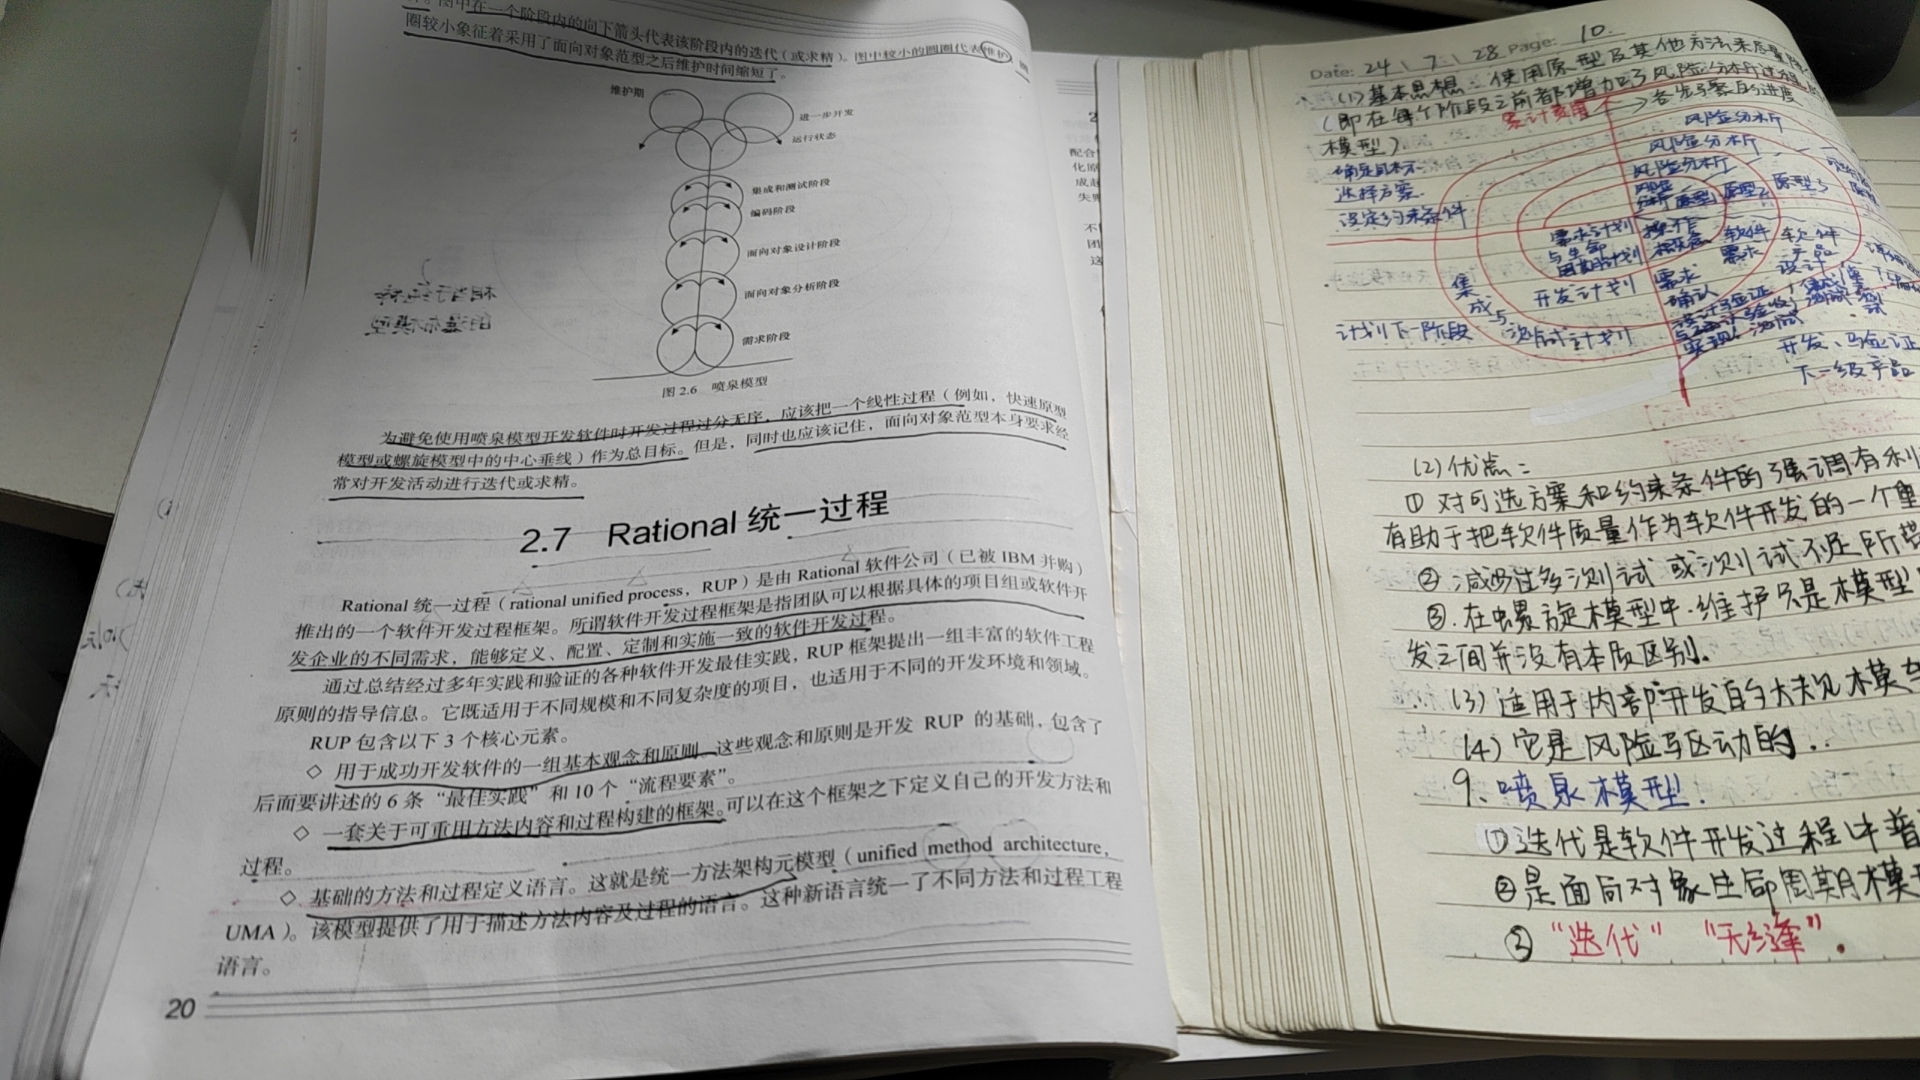 图中在一个阶段内的向下箭头代表该阶段内的迭代（或求精）。图中较小的圆圈代表维护，圆
圈较小象征着采用了面向对象范型之后维护时间缩短了。
维护期
进一步开发
运行状态
集成和测试阶段
编码阶段
面向对象设计阶段
面向对象分析阶段
需求阶段
图 2.6 喷泉模型
为避免使用喷泉模型开发软件时开发过程过分无序，应该把一个线性过程（例如，快速原型
模型或螺旋模型中的中心垂线）作为总目标。但是，同时也应该记住，面向对象范型本身要求经
常对开发活动进行迭代或求精。
2.7 Rational 统一过程
Rational 统一过程（rational unified process，RUP）是由 Rational 软件公司（已被 IBM 并购）
推出的一个软件开发过程框架。所谓软件开发过程框架是指团队可以根据具体的项目组或软件开
发企业的不同需求，能够定义、配置、定制和实施一致的软件开发过程。
通过总结经过多年实践和验证的各种软件开发最佳实践，RUP 框架提出一组丰富的软件工程
原则的指导信息。它既适用于不同规模和不同复杂度的项目，也适用于不同的开发环境和领域。
RUP 包含以下 3 个核心元素。
◇ 用于成功开发软件的一组基本观念和原则。这些观念和原则是开发 RUP 的基础，包含了
后面要讲述的 6 条“最佳实践”和 10 个“流程要素”。
◇ 一套关于可重用方法内容和过程构建的框架。可以在这个框架之下定义自己的开发方法和
过程。
◇ 基础的方法和过程定义语言。这就是统一方法架构元模型（unified method architecture，
UMA）。该模型提供了用于描述方法内容及过程的语言。这种新语言统一了不同方法和过程工程
语言。
20
Date: 24 \ 7 \ 28 Page: 10.
(1)基本思想：使用原型及其他方法来尽量
(即在每个阶段之前都增加了风险分析过程
模型)
累计费用
各步骤的进度
确定目标
选择方案
设定约束条件
风险分析
风险分析
风险分析
风险
分析 原型1 原型2 原型3
需求计划
与生命
周期计划
操作
概念
软件
需求
软件
产品
设计
开发计划
需求
确认
集
成与
测试计划
计划下一阶段
设计验证
实现
开发、验证
下一级产品
(2)优点：
① 对可选方案和约束条件的强调有利
有助于把软件质量作为软件开发的一个重
② 减少过多测试或测试不足所带
③ 在螺旋模型中，维护只是模型
发之间并没有本质区别。
(3)适用于内部开发的大规模
(4)它是风险驱动的..
9、喷泉模型.
①迭代是软件开发过程中普
②是面向对象生命周期模
③“迭代”“无缝”.